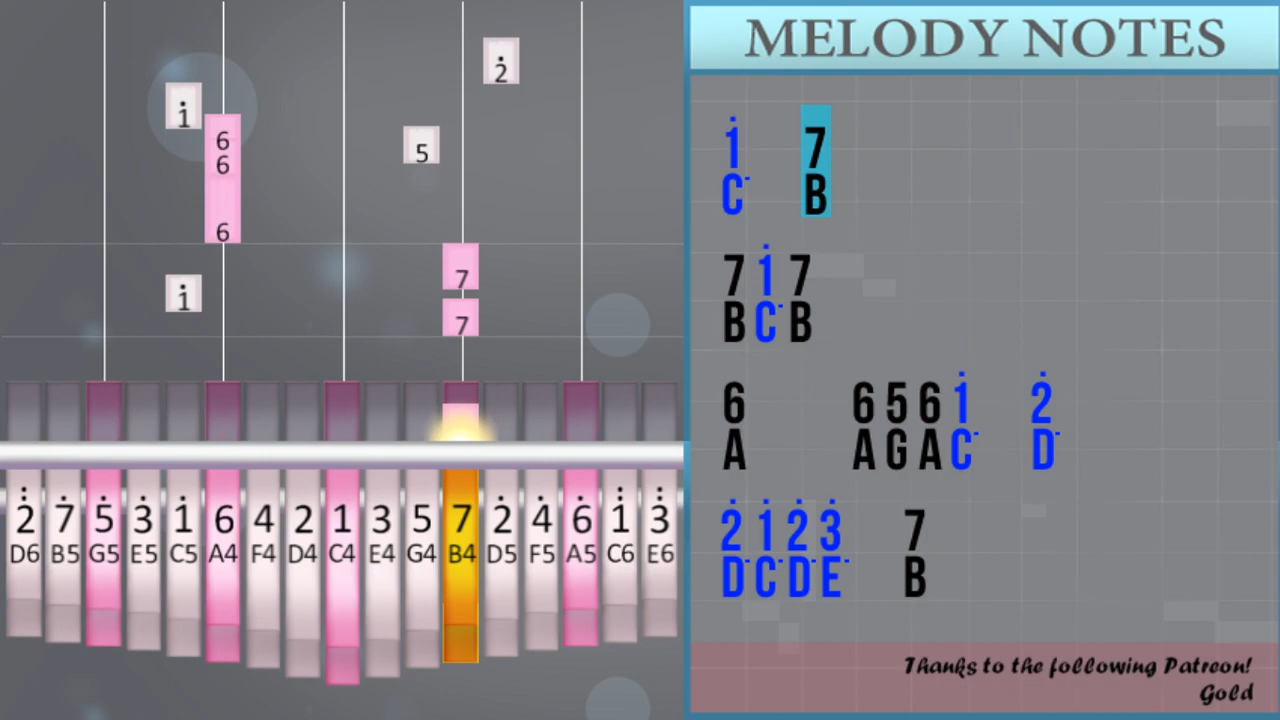 MELODY NOTES
2̇
1̇
6
6
5
6
1̇
7
7
1̇ 7
C· B
7 1̇ 7
B C· B
6 6 5 6 1̇ 2̇
A A G A C· D·
2̇ 1̇ 2̇ 3̇ 7
D· C· D· E· B
2̈ 7̇ 5̇ 3̇ 1̇ 6 4 2 1 3 5 7 2̇ 4̇ 6̇ 1̈ 3̈
D6 B5 G5 E5 C5 A4 F4 D4 C4 E4 G4 B4 D5 F5 A5 C6 E6
Thanks to the following Patreon!
Gold